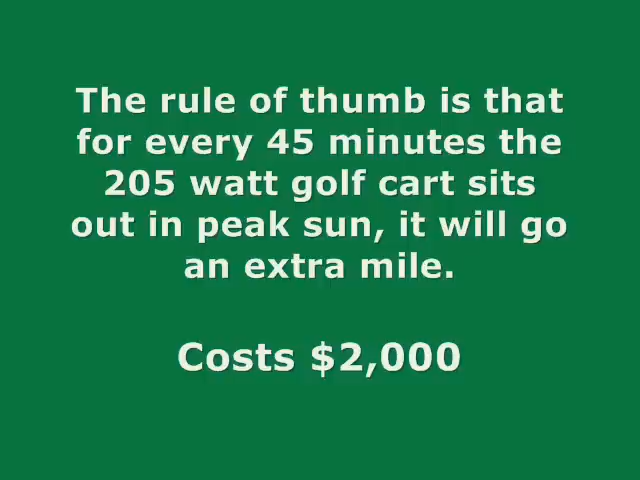 The rule of thumb is that
for every 45 minutes the
205 watt golf cart sits
out in peak sun, it will go
an extra mile.
Costs $2,000